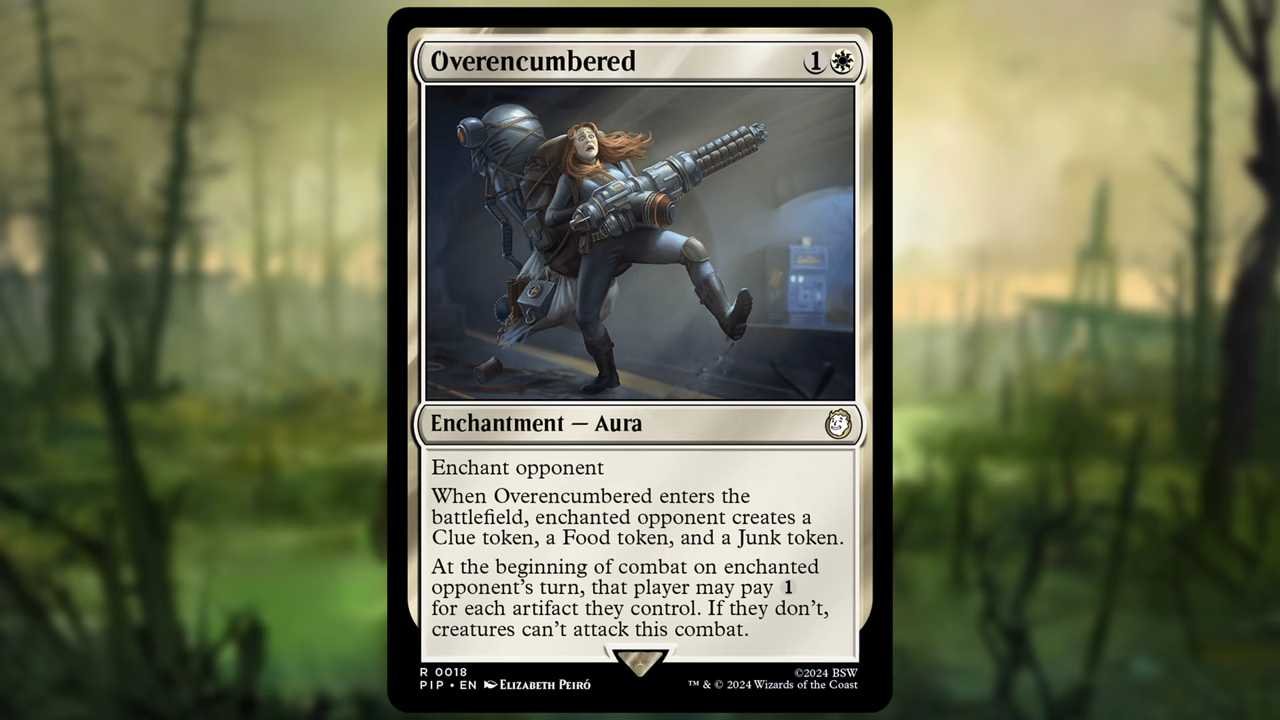 Overencumbered 1
Enchantment — Aura
Enchant opponent
When Overencumbered enters the
battlefield, enchanted opponent creates a
Clue token, a Food token, and a Junk token.
At the beginning of combat on enchanted
opponent's turn, that player may pay 1
for each artifact they control. If they don't,
creatures can't attack this combat.
R 0018
PIP • EN Elizabeth Peiró
©2024 BSW
™ & © 2024 Wizards of the Coast